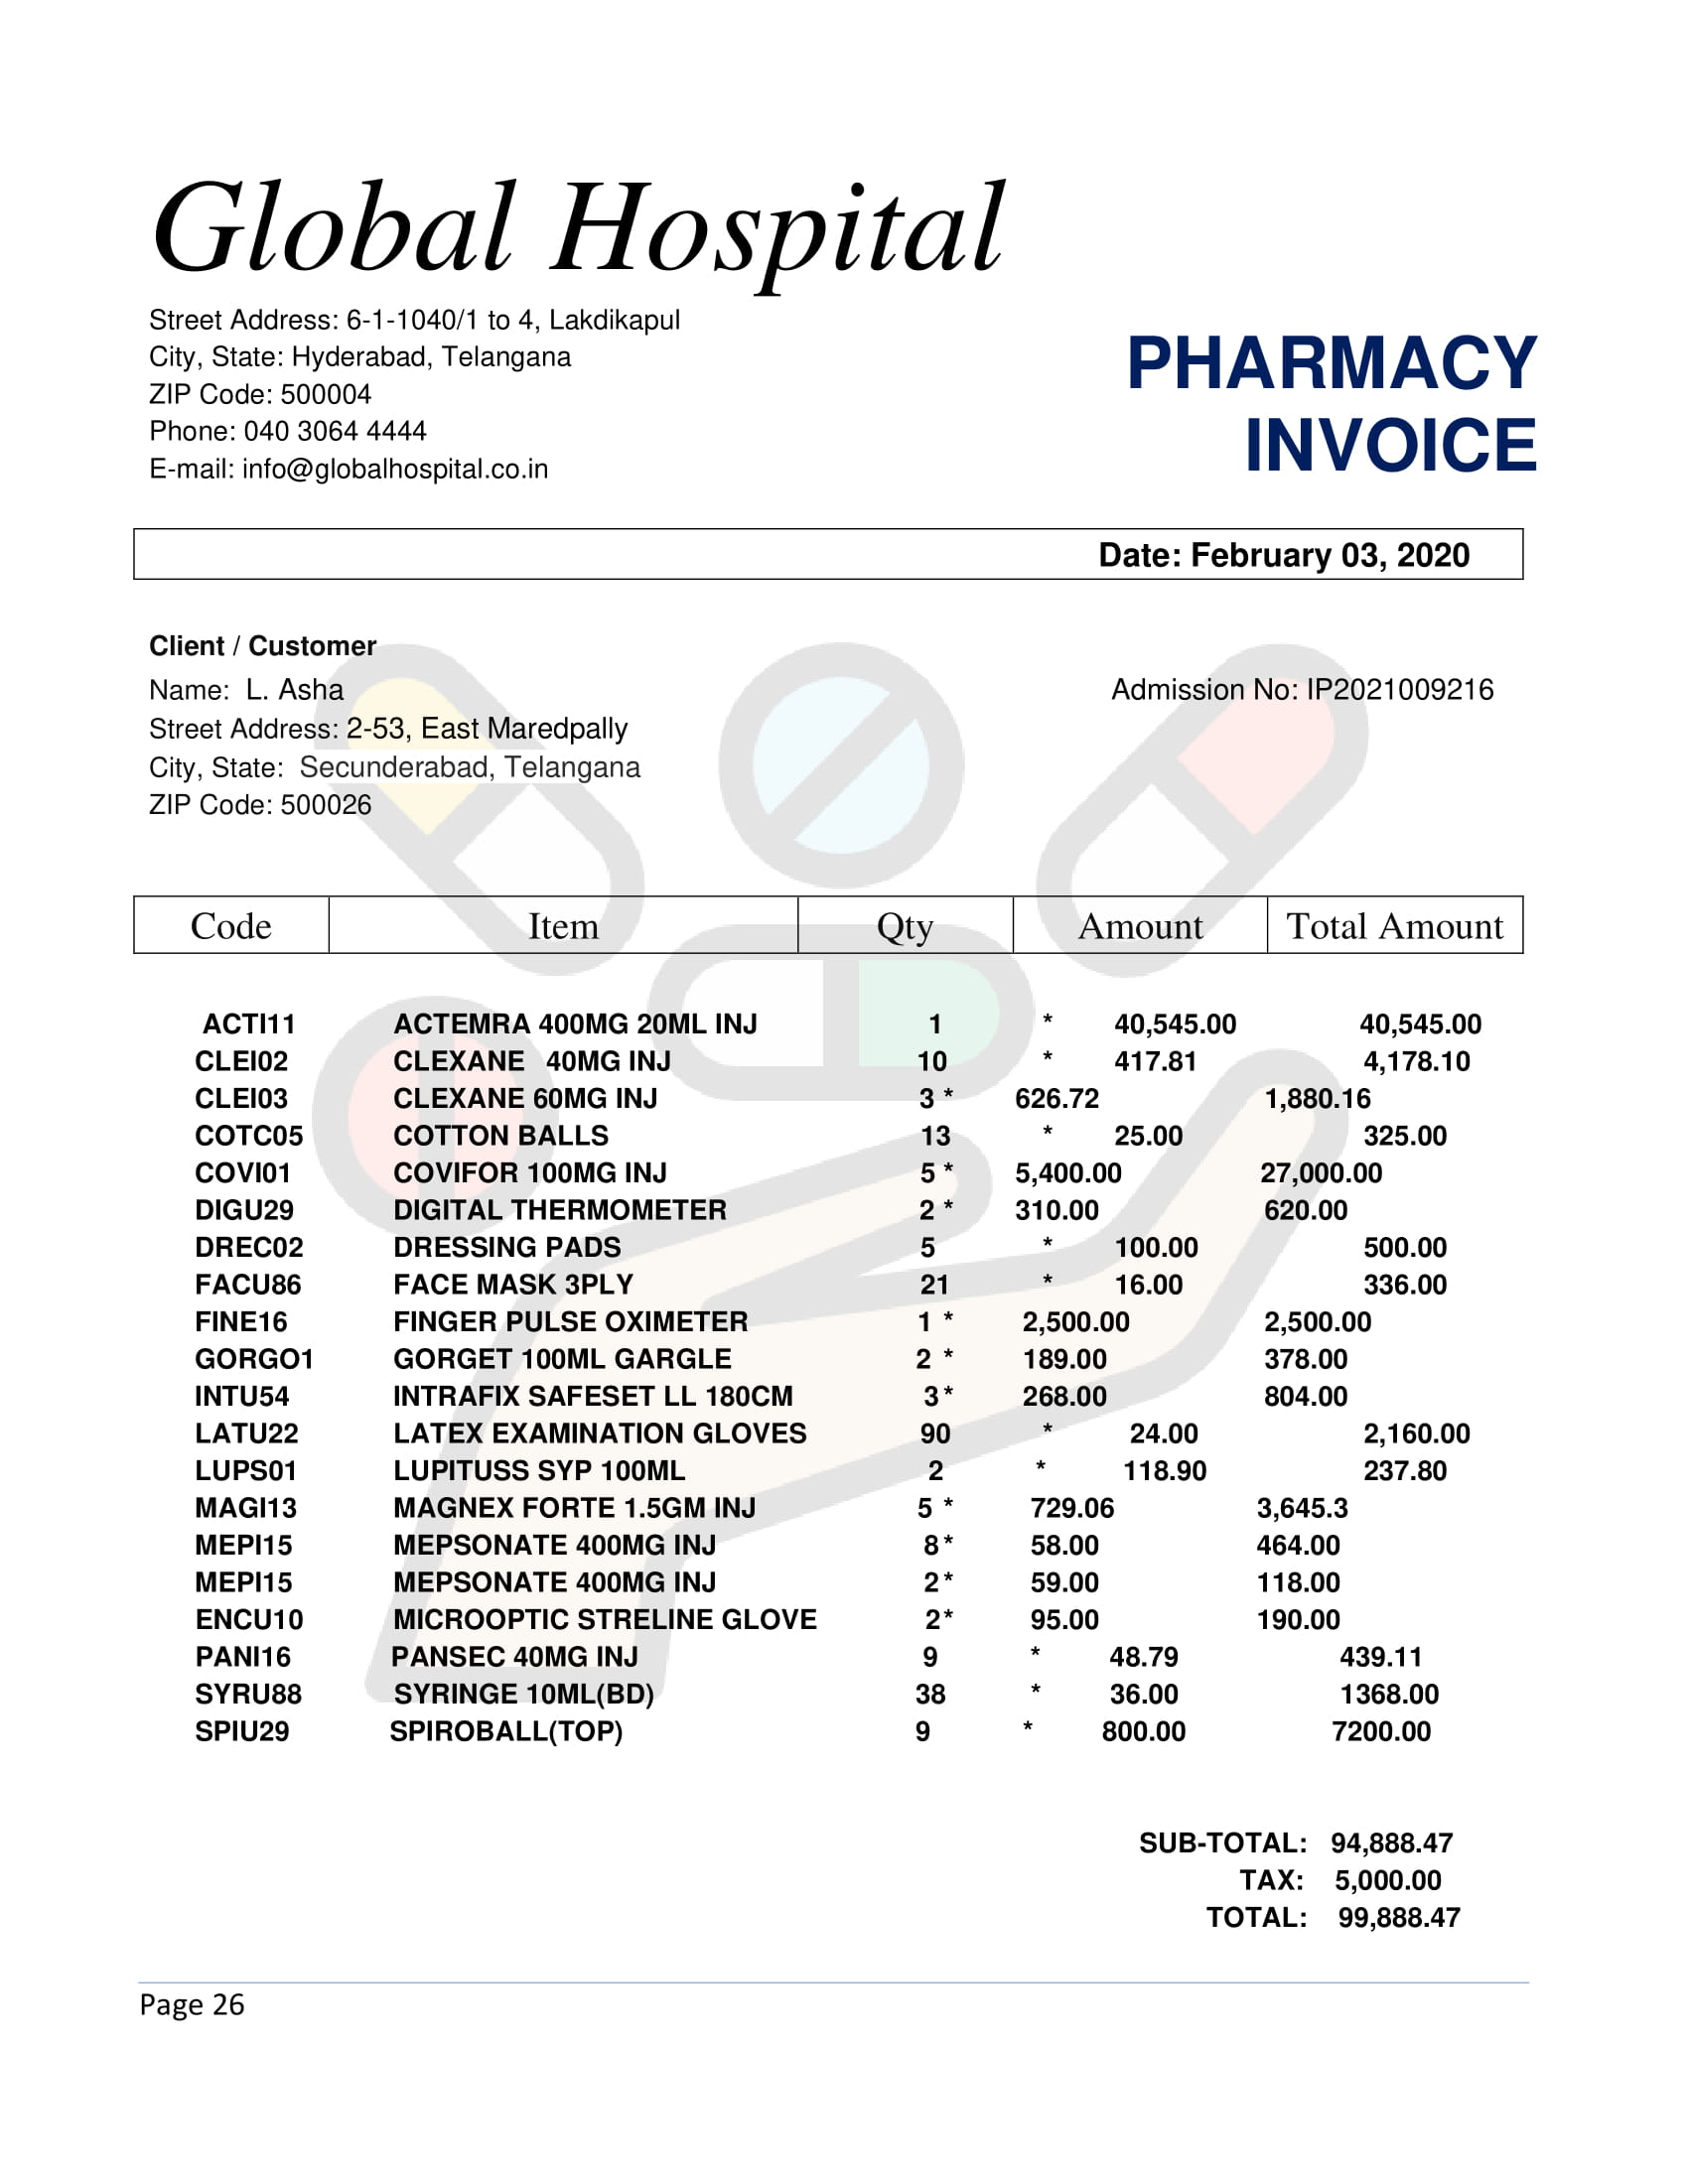 Global Hospital
Street Address: 6-1-1040/1 to 4, Lakdikapul
City, State: Hyderabad, Telangana
ZIP Code: 500004
Phone: 040 3064 4444
E-mail: info@globalhospital.co.in
PHARMACY
INVOICE
Date: February 03, 2020
Client / Customer
Name: L. Asha
Admission No: IP2021009216
Street Address: 2-53, East Maredpally
City, State: Secunderabad, Telangana
ZIP Code: 500026
Code Item Qty Amount Total Amount
ACTI11 ACTEMRA 400MG 20ML INJ 1 * 40,545.00 40,545.00
CLEI02 CLEXANE 40MG INJ 10 * 417.81 4,178.10
CLEI03 CLEXANE 60MG INJ 3 * 626.72 1,880.16
COTC05 COTTON BALLS 13 * 25.00 325.00
COVI01 COVIFOR 100MG INJ 5 * 5,400.00 27,000.00
DIGU29 DIGITAL THERMOMETER 2 * 310.00 620.00
DREC02 DRESSING PADS 5 * 100.00 500.00
FACU86 FACE MASK 3PLY 21 * 16.00 336.00
FINE16 FINGER PULSE OXIMETER 1 * 2,500.00 2,500.00
GORGO1 GORGET 100ML GARGLE 2 * 189.00 378.00
INTU54 INTRAFIX SAFESET LL 180CM 3 * 268.00 804.00
LATU22 LATEX EXAMINATION GLOVES 90 * 24.00 2,160.00
LUPS01 LUPITUSS SYP 100ML 2 * 118.90 237.80
MAGI13 MAGNEX FORTE 1.5GM INJ 5 * 729.06 3,645.3
MEPI15 MEPSONATE 400MG INJ 8 * 58.00 464.00
MEPI15 MEPSONATE 400MG INJ 2 * 59.00 118.00
ENCU10 MICROOPTIC STRELINE GLOVE 2 * 95.00 190.00
PANI16 PANSEC 40MG INJ 9 * 48.79 439.11
SYRU88 SYRINGE 10ML(BD) 38 * 36.00 1368.00
SPIU29 SPIROBALL(TOP) 9 * 800.00 7200.00
SUB-TOTAL: 94,888.47
TAX: 5,000.00
TOTAL: 99,888.47
Page 26